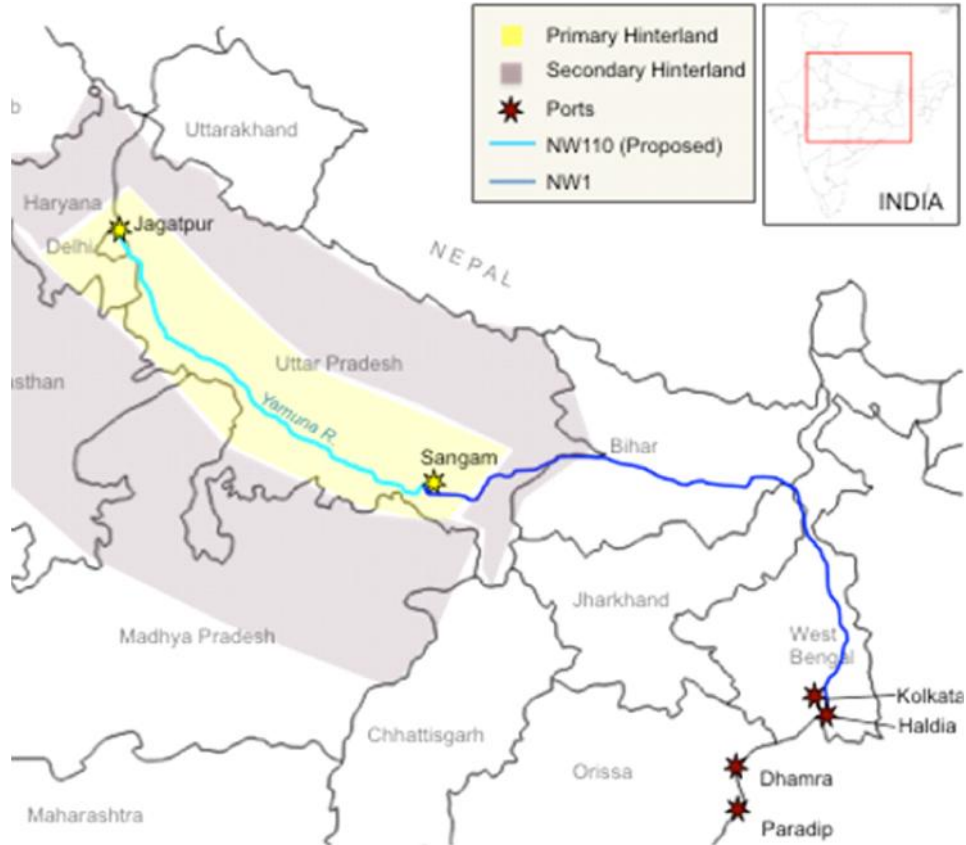 Primary Hinterland
Secondary Hinterland
Ports
NW110 (Proposed)
NW1
INDIA
b
Uttarakhand
Haryana
Jagatpur
Delhi
NEPAL
Uttar Pradesh
asthan
Yamuna R.
Sangam
Bihar
Jharkhand
Madhya Pradesh
West
Bengal
Kolkata
Haldia
Chhattisgarh
Orissa
Dhamra
Maharashtra
Paradip